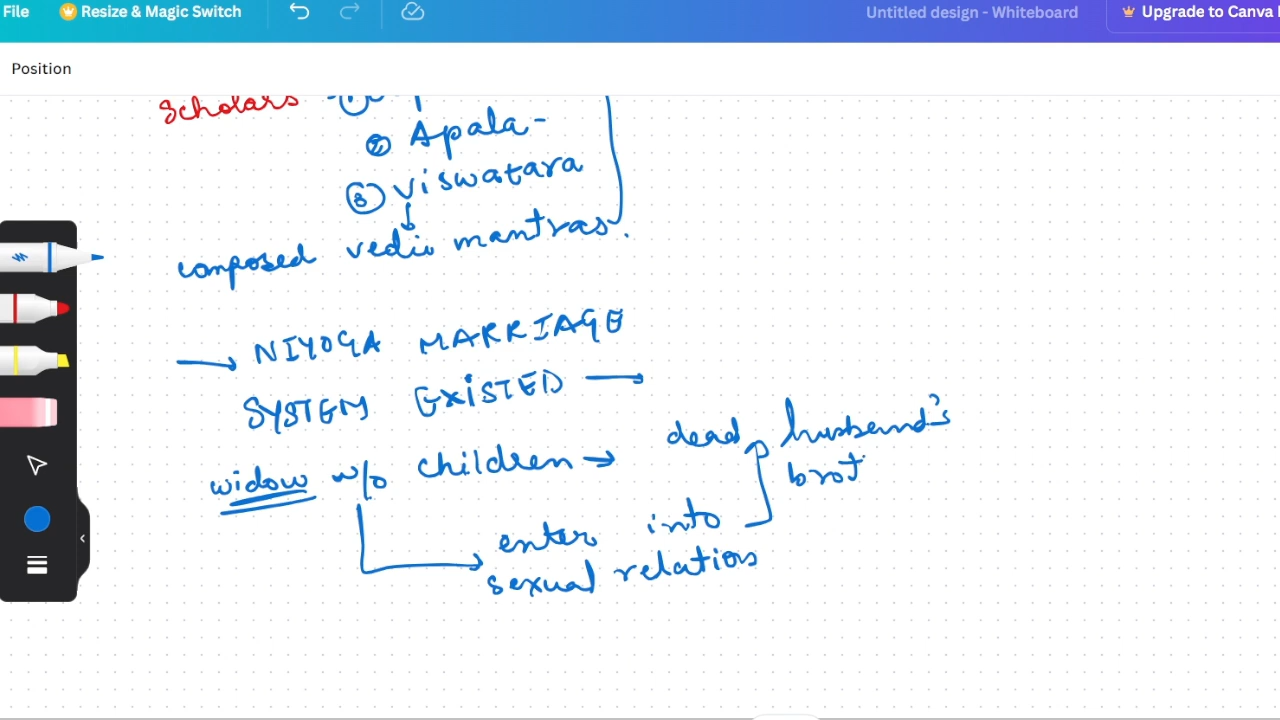 File Resize & Magic Switch Untitled design - Whiteboard Upgrade to Canva
Position
Scholars ①
② Apala-
③ Viswatara
composed vedic mantras.
→ NIYOGA MARRIAGE
SYSTEM EXISTED →
widow w/o children → dead husband's
brot
enter into
sexual relations